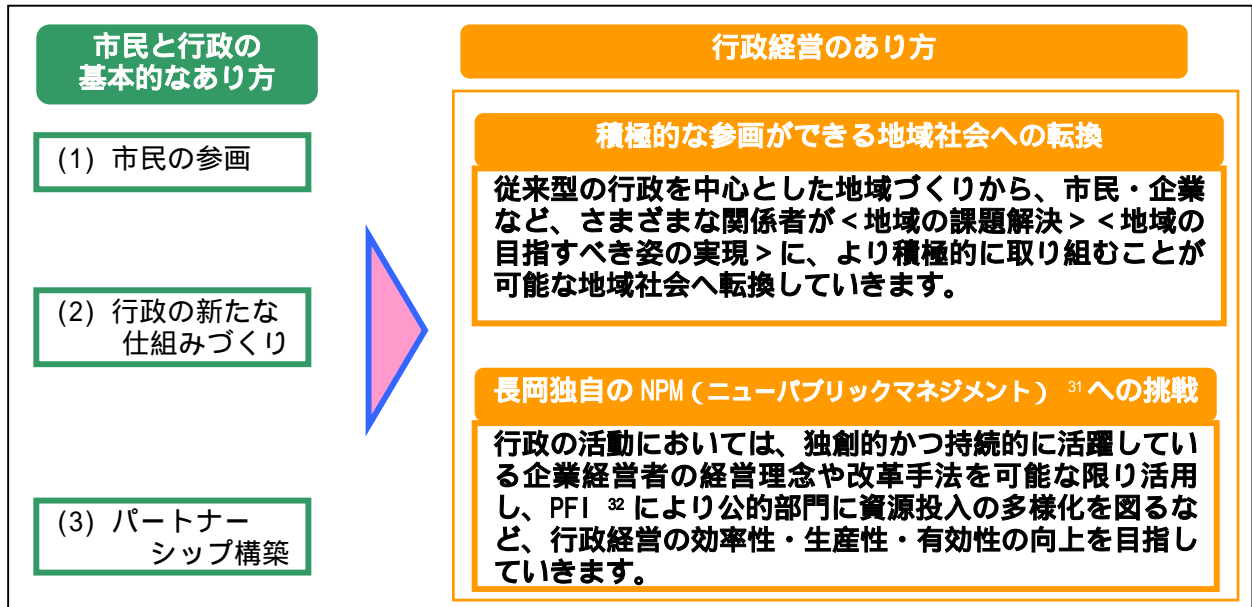 市民と行政の
基本的なあり方
(1) 市民の参画
(2) 行政の新たな
仕組みづくり
(3) パートナー
シップ構築
行政経営のあり方
積極的な参画ができる地域社会への転換
従来型の行政を中心とした地域づくりから、市民・企業
など、さまざまな関係者が＜地域の課題解決＞＜地域の
目指すべき姿の実現＞に、より積極的に取り組むことが
可能な地域社会へ転換していきます。
長岡独自の NPM（ニューパブリックマネジメント） 31 への挑戦
行政の活動においては、独創的かつ持続的に活躍してい
る企業経営者の経営理念や改革手法を可能な限り活用
し、PFI 32 により公的部門に資源投入の多様化を図るな
ど、行政経営の効率性・生産性・有効性の向上を目指し
ていきます。